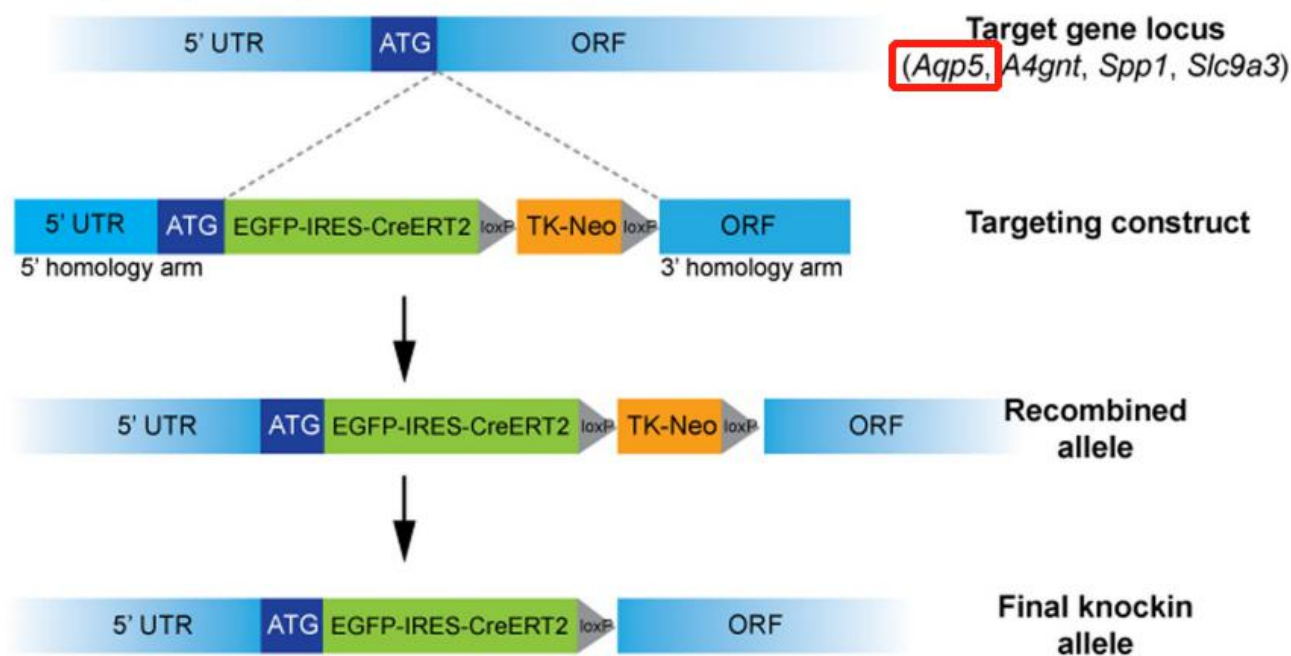 5' UTR ATG ORF Target gene locus
(Aqp5, A4gnt, Spp1, Slc9a3)
5' UTR ATG EGFP-IRES-CreERT2 loxP TK-Neo loxP ORF Targeting construct
5' homology arm 3' homology arm
5' UTR ATG EGFP-IRES-CreERT2 loxP TK-Neo loxP ORF Recombined
allele
5' UTR ATG EGFP-IRES-CreERT2 loxP ORF Final knockin
allele